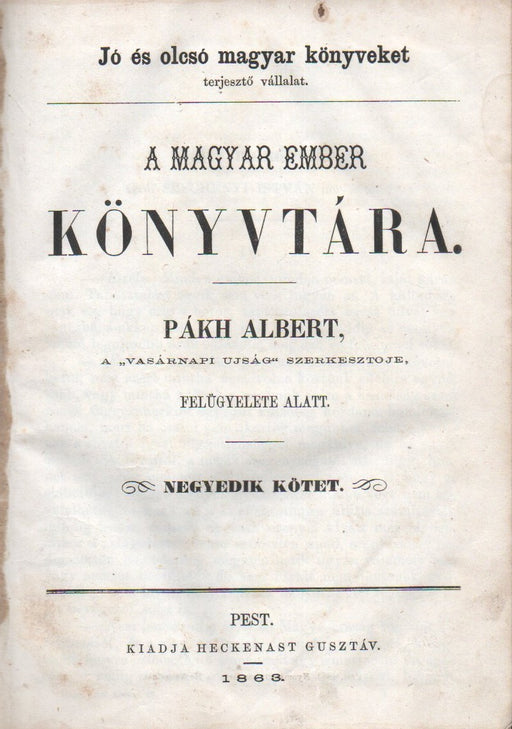 Jó és olcsó magyar könyveket
terjesztő vállalat.
A MAGYAR EMBER
KÖNYVTÁRA.
PÁKH ALBERT,
A „VASÁRNAPI UJSÁG“ SZERKESZTOJE,
FELÜGYELETE ALATT.
NEGYEDIK KÖTET.
PEST.
KIADJA HECKENAST GUSZTÁV.
1863.